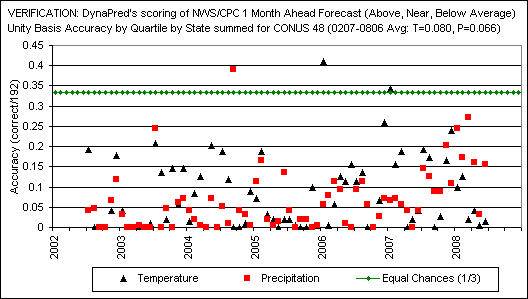 VERIFICATION: DynaPred's scoring of NWS/CPC 1 Month Ahead Forecast (Above, Near, Below Average)
Unity Basis Accuracy by Quartile by State summed for CONUS 48 (0207-0806 Avg: T=0.080, P=0.066)
0.45
0.4
0.35
0.3
0.25
0.2
0.15
0.1
0.05
0
Accuracy (correct/192)
2002
2003
2004
2005
2006
2007
2008
Temperature
Precipitation
Equal Chances (1/3)